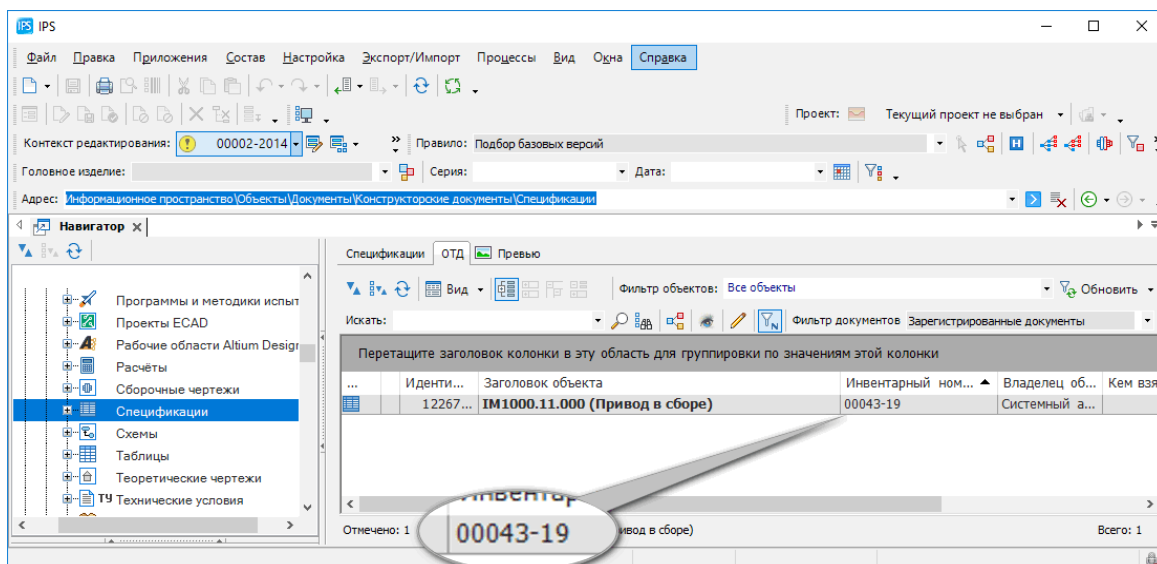 IPS
Файл Правка Приложения Состав Настройка Экспорт/Импорт Процессы Вид Окна Справка
Проект: Текущий проект не выбран
Контекст редактирования: 00002-2014 Правило: Подбор базовых версий
Головное изделие: Серия: Дата:
Адрес: Информационное пространство\Объекты\Документы\Конструкторские документы\Спецификации
Навигатор
Спецификации ОТД Превью
Вид Фильтр объектов: Все объекты Обновить
Искать: Фильтр документов Зарегистрированные документы
Перетащите заголовок колонки в эту область для группировки по значениям этой колонки
... Иденти... Заголовок объекта Инвентарный ном... Владелец об... Кем взя
12267... IM1000.11.000 (Привод в сборе) 00043-19 Системный а...
Программы и методики испыт
Проекты ECAD
Рабочие области Altium Desigr
Расчёты
Сборочные чертежи
Спецификации
Схемы
Таблицы
Теоретические чертежи
ТУ Технические условия
Инвентар
00043-19
Отмечено: 1 ивод в сборе) Всего: 1